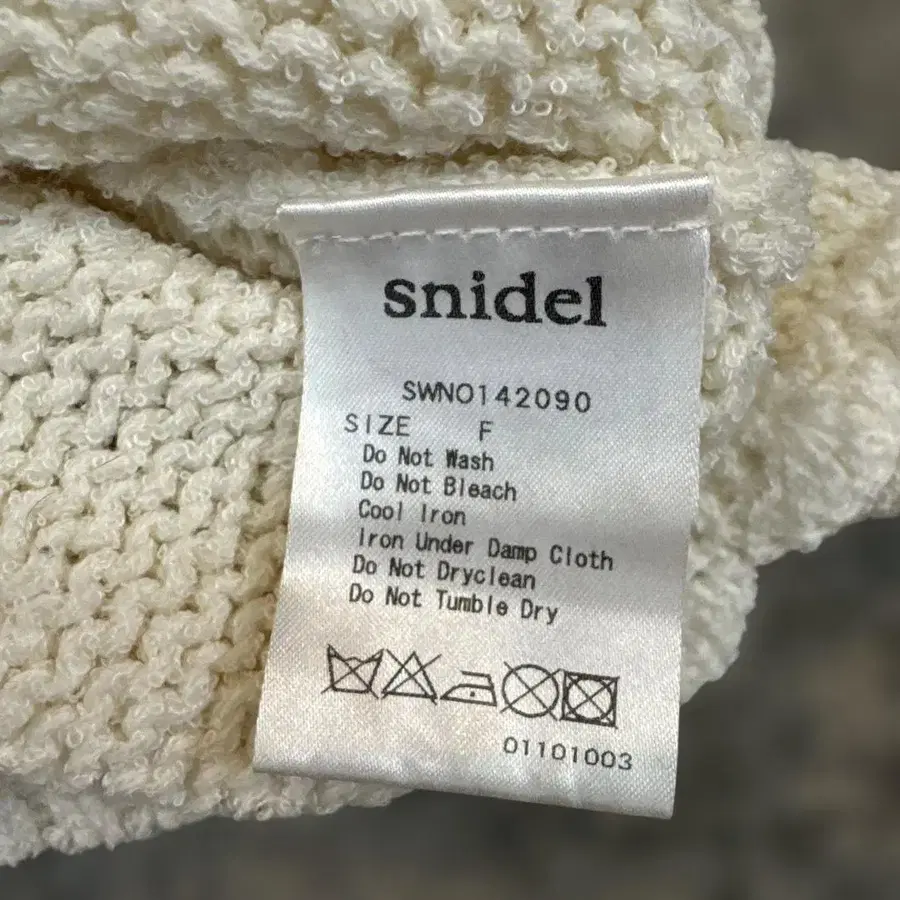 snidel
SWNO142090
SIZE F
Do Not Wash
Do Not Bleach
Cool Iron
Iron Under Damp Cloth
Do Not Dryclean
Do Not Tumble Dry
01101003